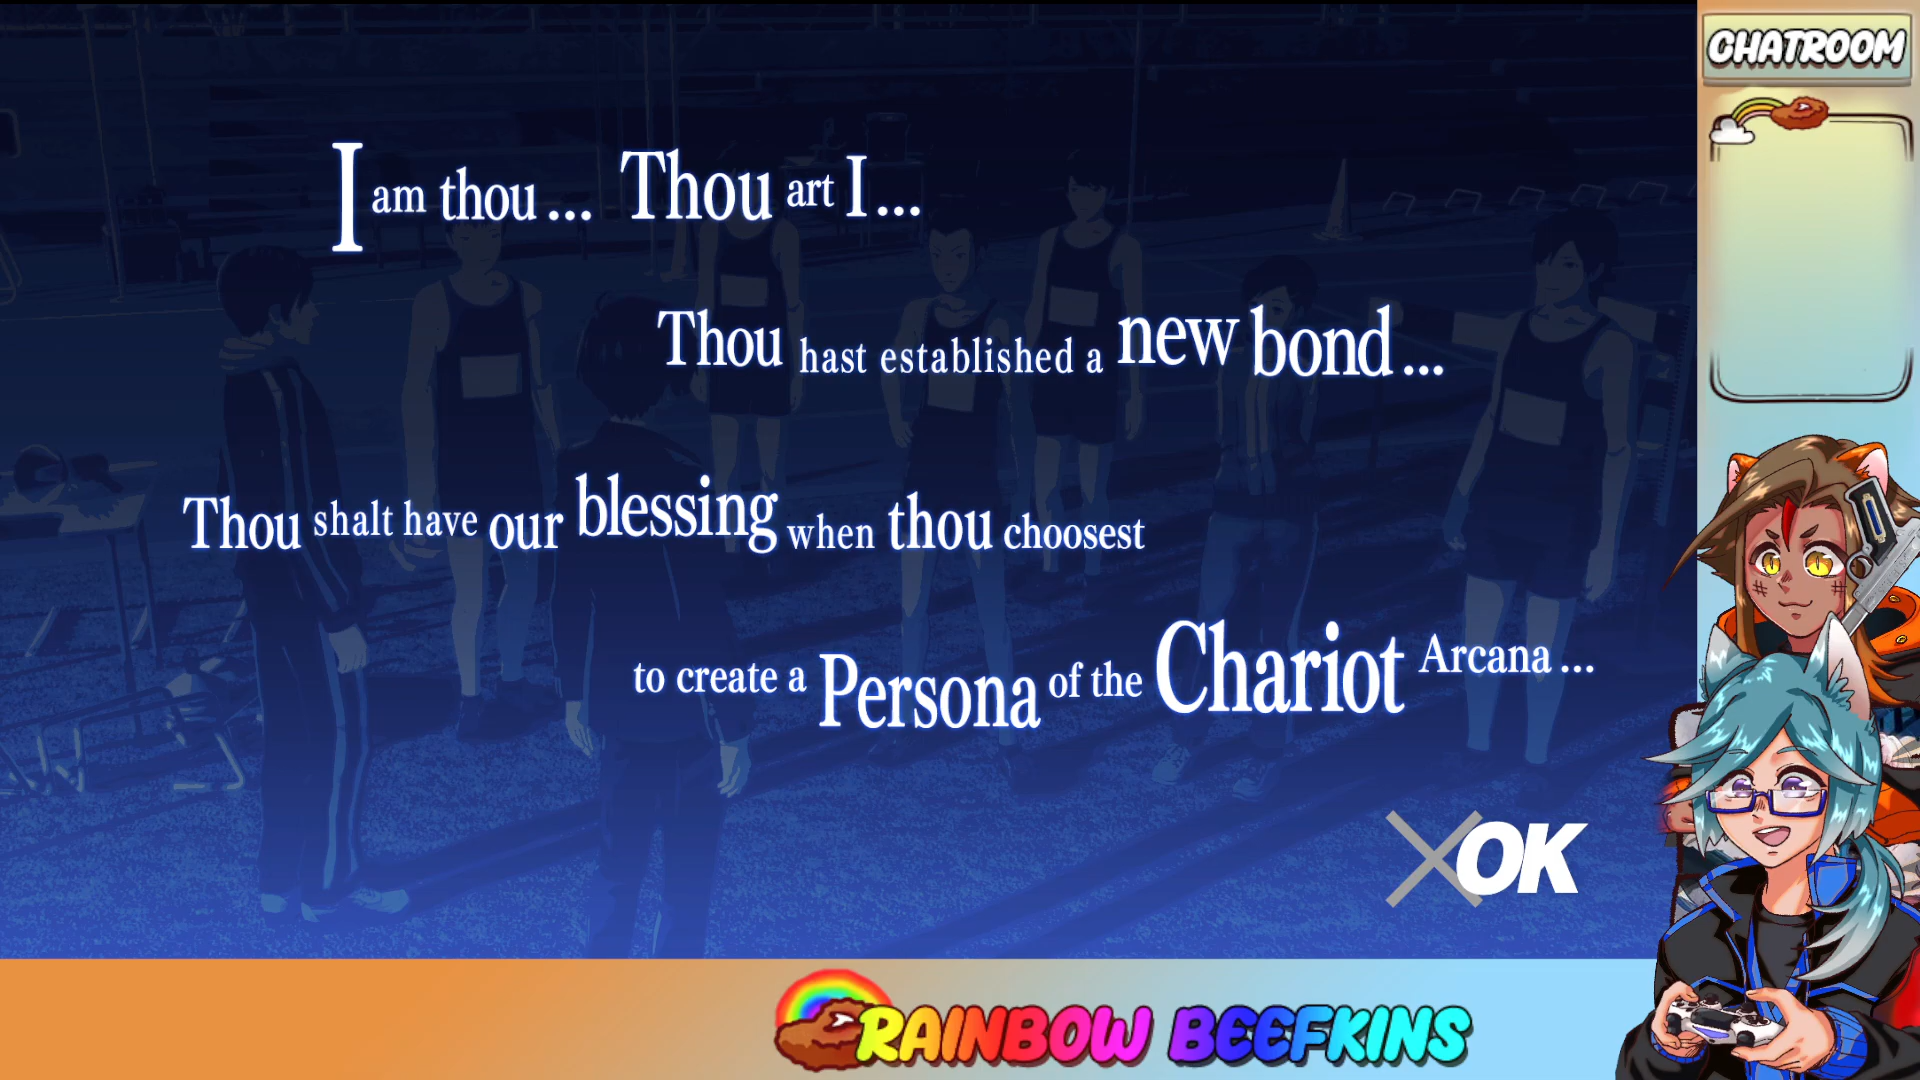 CHATROOM
I am thou... Thou art I...
Thou hast established a new bond...
Thou shalt have our blessing when thou choosest
to create a Persona of the Chariot Arcana...
OK
RAINBOW BEEFKINS